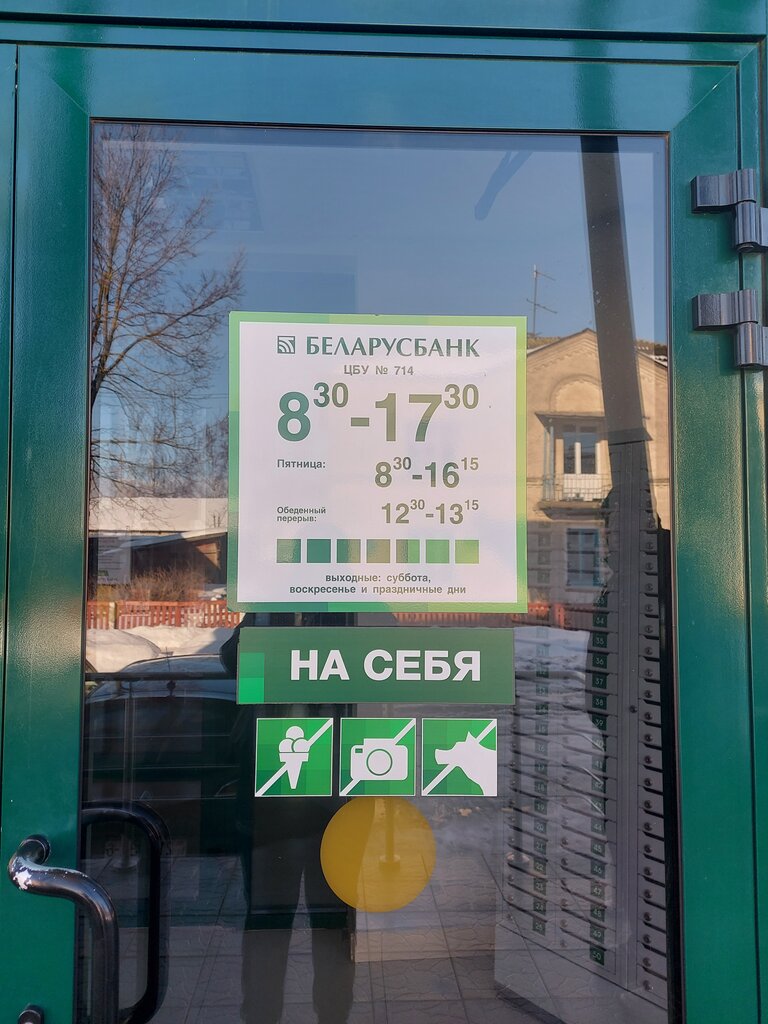 БЕЛАРУСБАНК
ЦБУ № 714
8³⁰-17³⁰
Пятница: 8³⁰-16¹⁵
Обеденный
перерыв: 12³⁰-13¹⁵
выходные: суббота,
воскресенье и праздничные дни
НА СЕБЯ